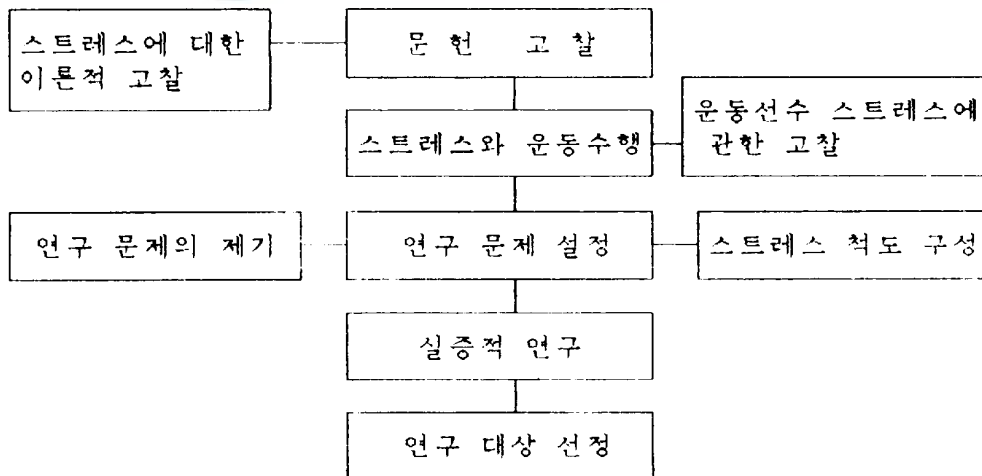 스트레스에 대한
이론적 고찰
문헌 고찰
스트레스와 운동수행
운동선수 스트레스에
관한 고찰
연구 문제의 제기
연구 문제 설정
스트레스 척도 구성
실증적 연구
연구 대상 선정